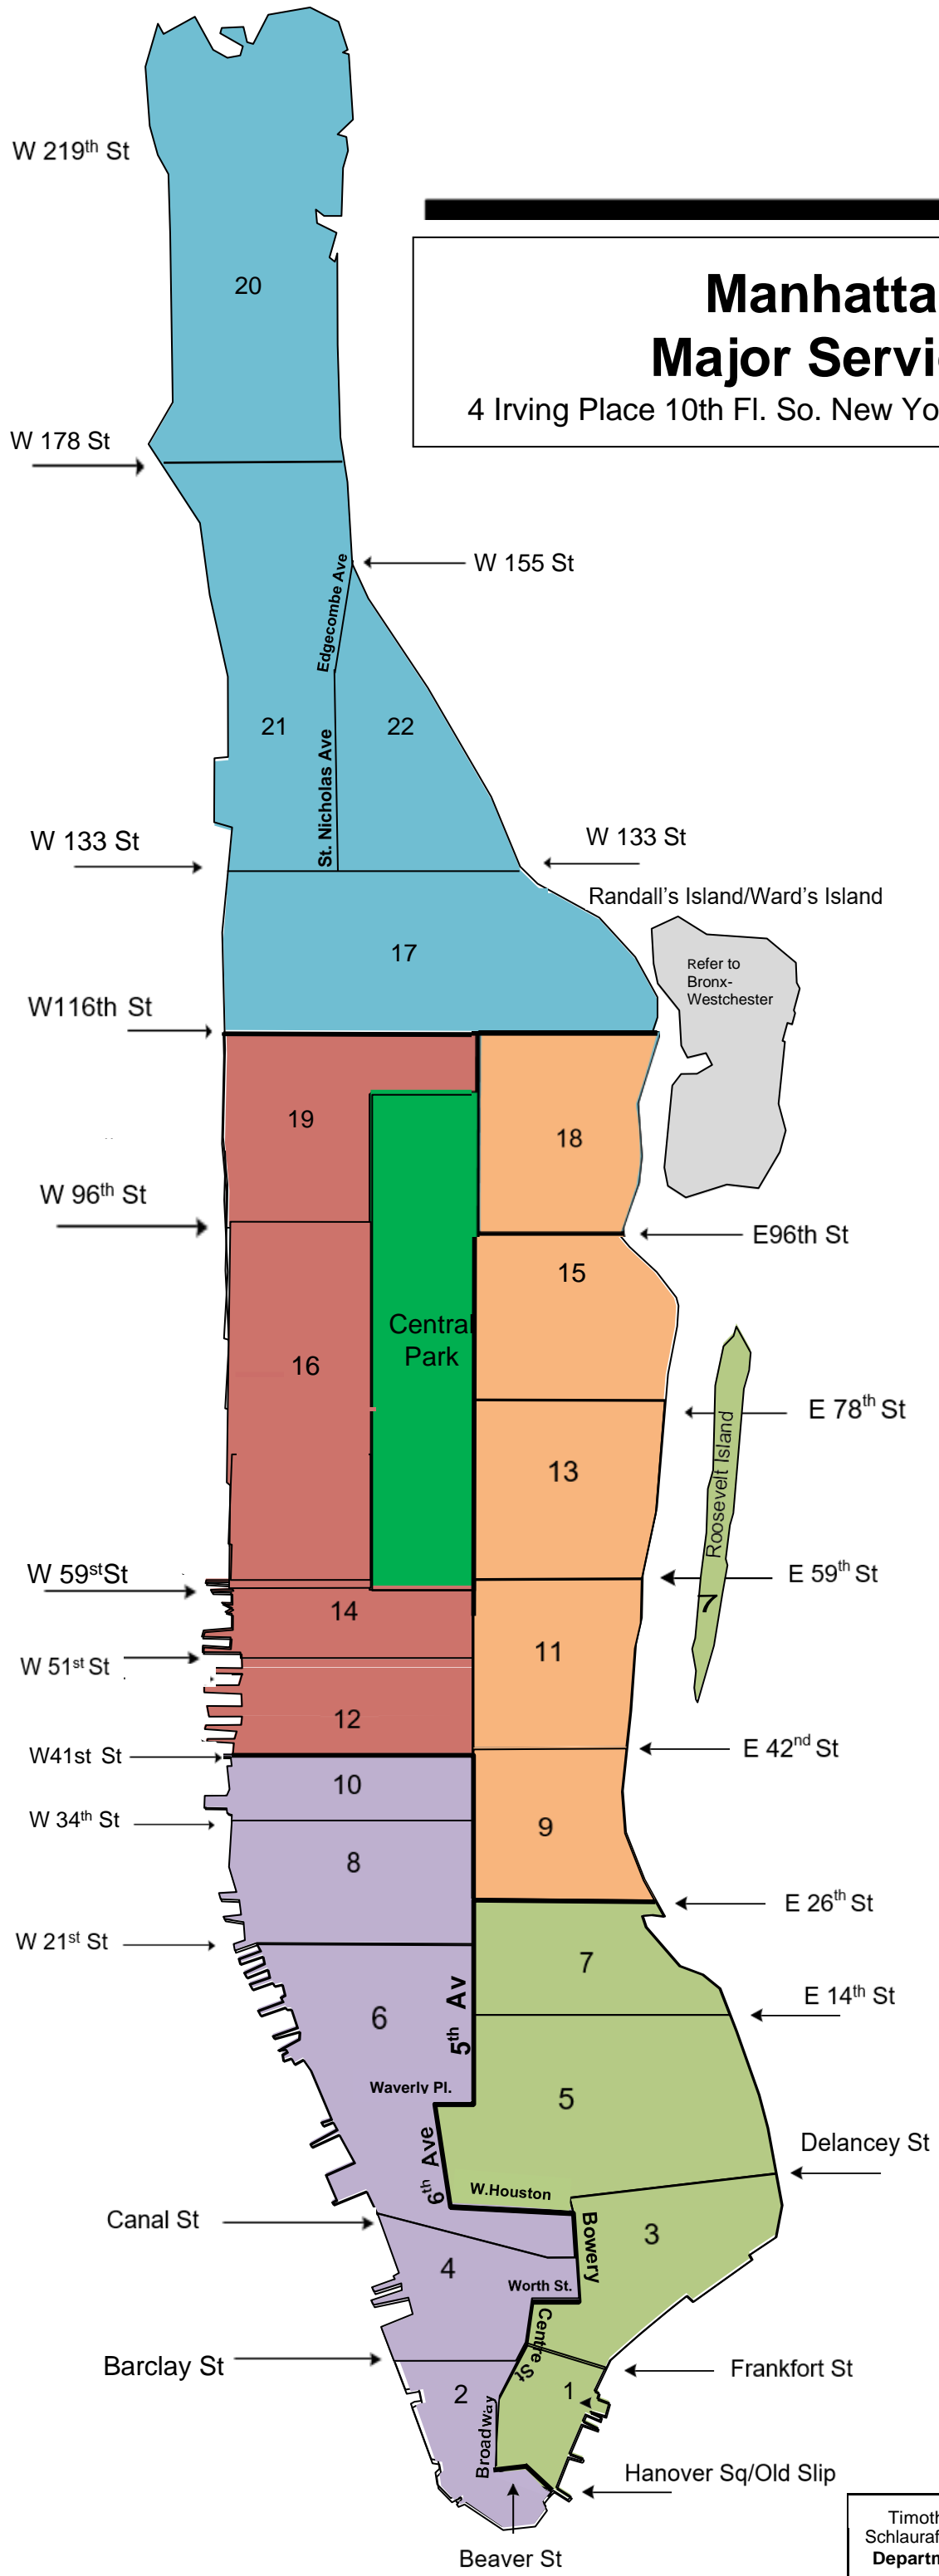 W 219th St
20
Manhatta
Major Servi
4 Irving Place 10th Fl. So. New Yo
W 178 St
W 155 St
Edgecombe Ave
21
22
St. Nicholas Ave
W 133 St
W 133 St
Randall's Island/Ward's Island
Refer to
Bronx-
Westchester
17
W116th St
19
18
W 96th St
E96th St
15
Central
Park
16
E 78th St
Roosevelt Island
7
13
W 59st St
E 59th St
14
11
W 51st St
12
W41st St
E 42nd St
10
W 34th St
9
8
E 26th St
W 21st St
7
5th Av
6
E 14th St
Waverly Pl.
5
6th Ave
Delancey St
W.Houston
Canal St
Bowery
3
4
Worth St.
Centre St
Barclay St
Frankfort St
2
1
Broadway
Hanover Sq/Old Slip
Beaver St
Timoth
Schlauraf
Departm